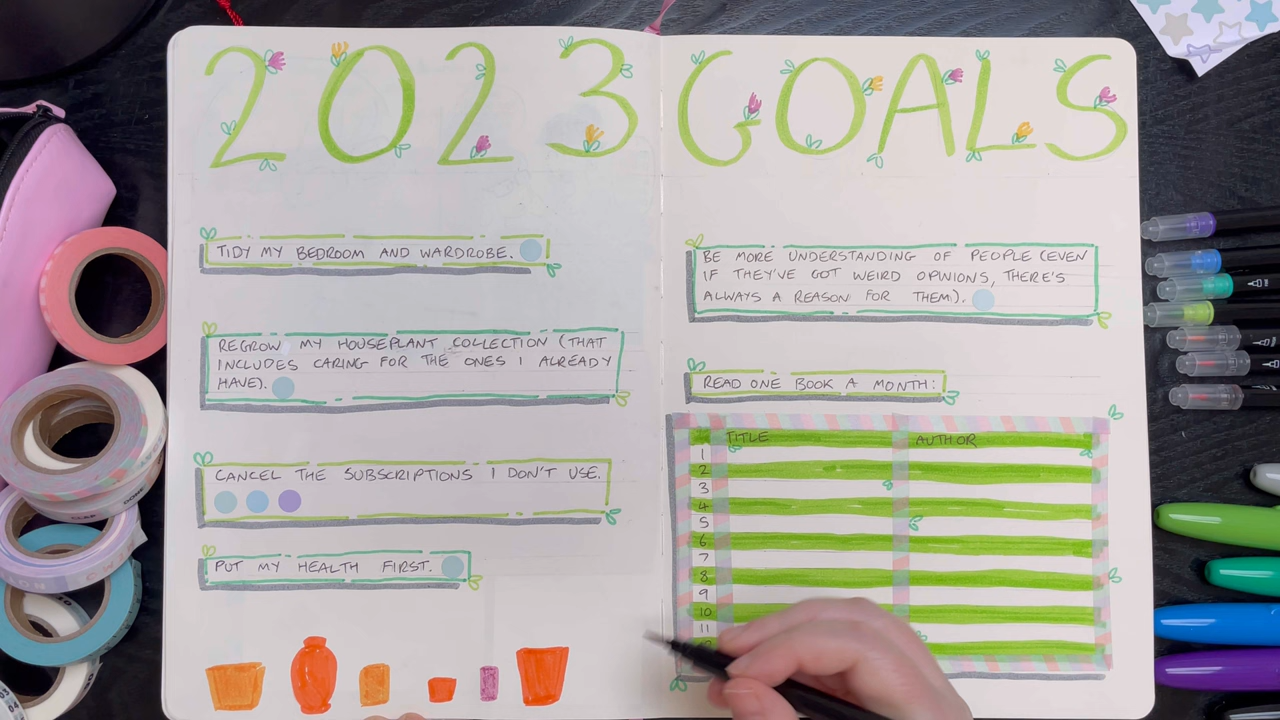 2023 GOALS
TIDY MY BEDROOM AND WARDROBE.
REGROW MY HOUSEPLANT COLLECTION (THAT
INCLUDES CARING FOR THE ONES I ALREADY
HAVE).
CANCEL THE SUBSCRIPTIONS I DON'T USE.
PUT MY HEALTH FIRST.
BE MORE UNDERSTANDING OF PEOPLE (EVEN
IF THEY'VE GOT WEIRD OPINIONS, THERE'S
ALWAYS A REASON FOR THEM).
READ ONE BOOK A MONTH:
TITLE AUTHOR
1
2
3
4
5
6
7
8
9
10
11